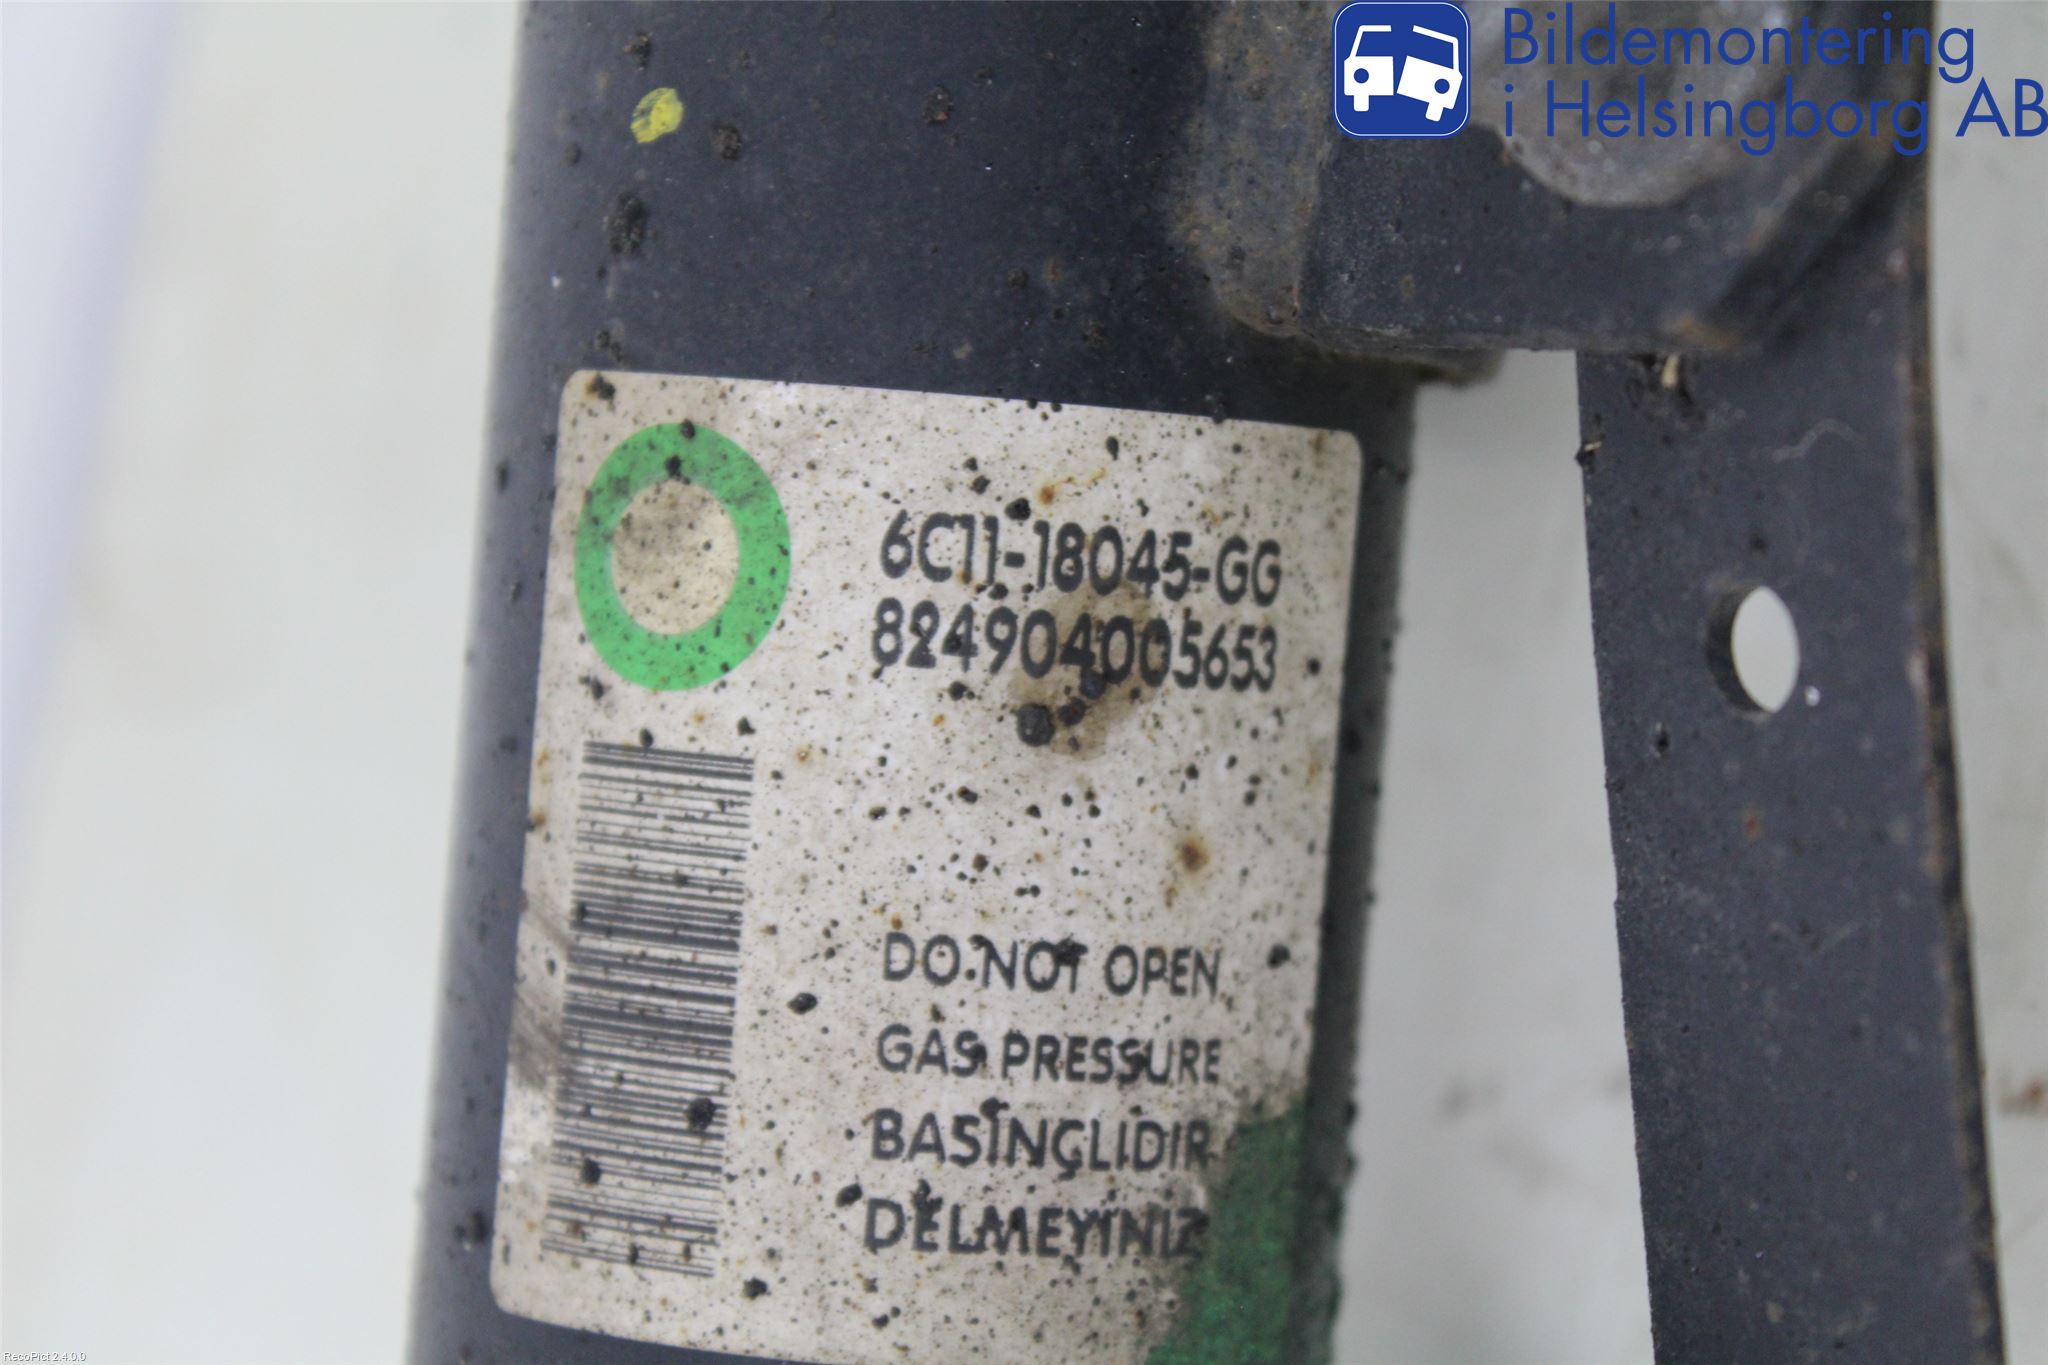 Bildemontering
i Helsingborg AB
6C11-18045-GG
824904005653
DO NOT OPEN
GAS PRESSURE
BASINÇLIDIR
DELMEYINIZ
RecoPict 2.4.0.0